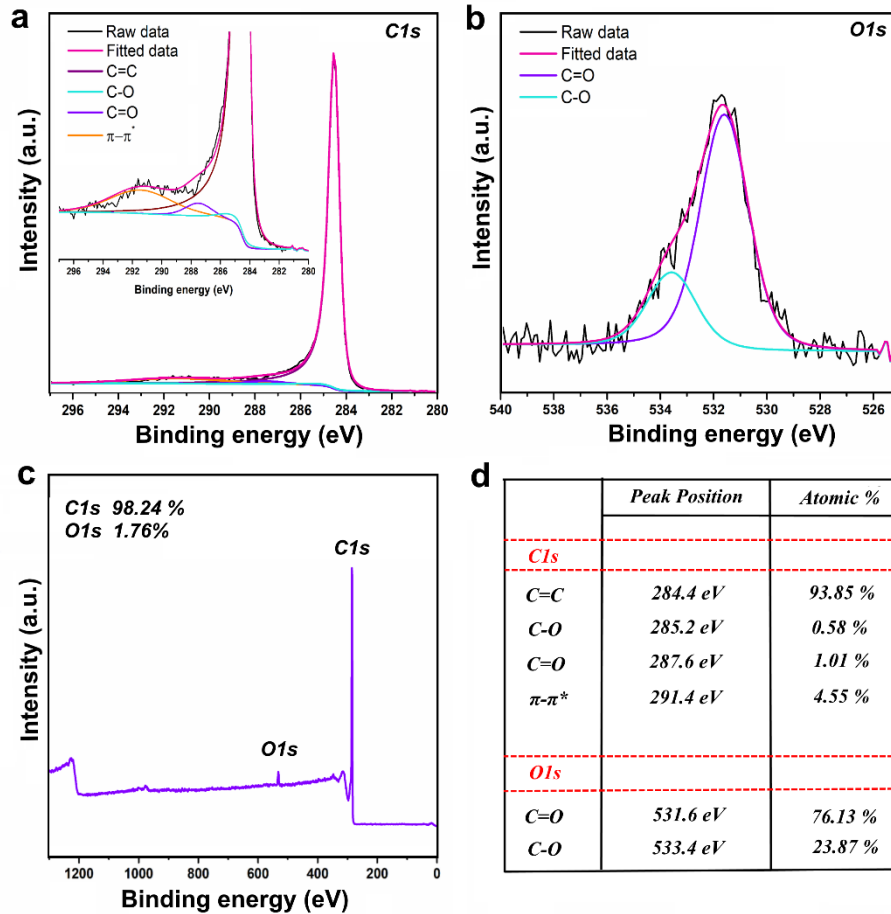 a
C1s
Raw data
Fitted data
C=C
C-O
C=O
π-π*
296 294 292 290 288 286 284 282 280
Binding energy (eV)
Intensity (a.u.)
296 294 292 290 288 286 284 282 280
Binding energy (eV)
b
O1s
Raw data
Fitted data
C=O
C-O
Intensity (a.u.)
540 538 536 534 532 530 528 526
Binding energy (eV)
c
C1s 98.24 %
O1s 1.76%
C1s
O1s
Intensity (a.u.)
1200 1000 800 600 400 200 0
Binding energy (eV)
d
Peak Position Atomic %
C1s
C=C 284.4 eV 93.85 %
C-O 285.2 eV 0.58 %
C=O 287.6 eV 1.01 %
π-π* 291.4 eV 4.55 %
O1s
C=O 531.6 eV 76.13 %
C-O 533.4 eV 23.87 %